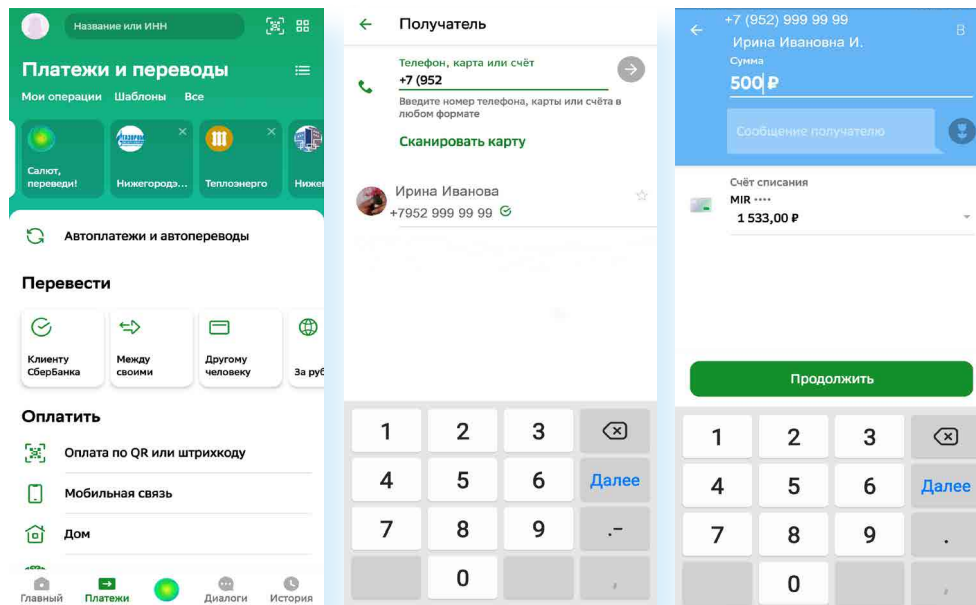 Название или ИНН
Платежи и переводы
Мои операции Шаблоны Все
Салют,
переведи!
Нижегородэ...
Теплоэнерго
Нижег
Автоплатежи и автопереводы
Перевести
Клиенту
СберБанка
Между
своими
Другому
человеку
За руб
Оплатить
Оплата по QR или штрихкоду
Мобильная связь
Дом
Главный
Платежи
Диалоги
История
Получатель
Телефон, карта или счёт
+7 (952
Введите номер телефона, карты или счёта в
любом формате
Сканировать карту
Ирина Иванова
+7952 999 99 99
1 2 3
4 5 6 Далее
7 8 9 .-
0 ,
+7 (952) 999 99 99
Ирина Ивановна И.
В
Сумма
500 ₽
Сообщение получателю
Счёт списания
MIR ••••
1 533,00 ₽
Продолжить
1 2 3
4 5 6 Далее
7 8 9 .
0 ,